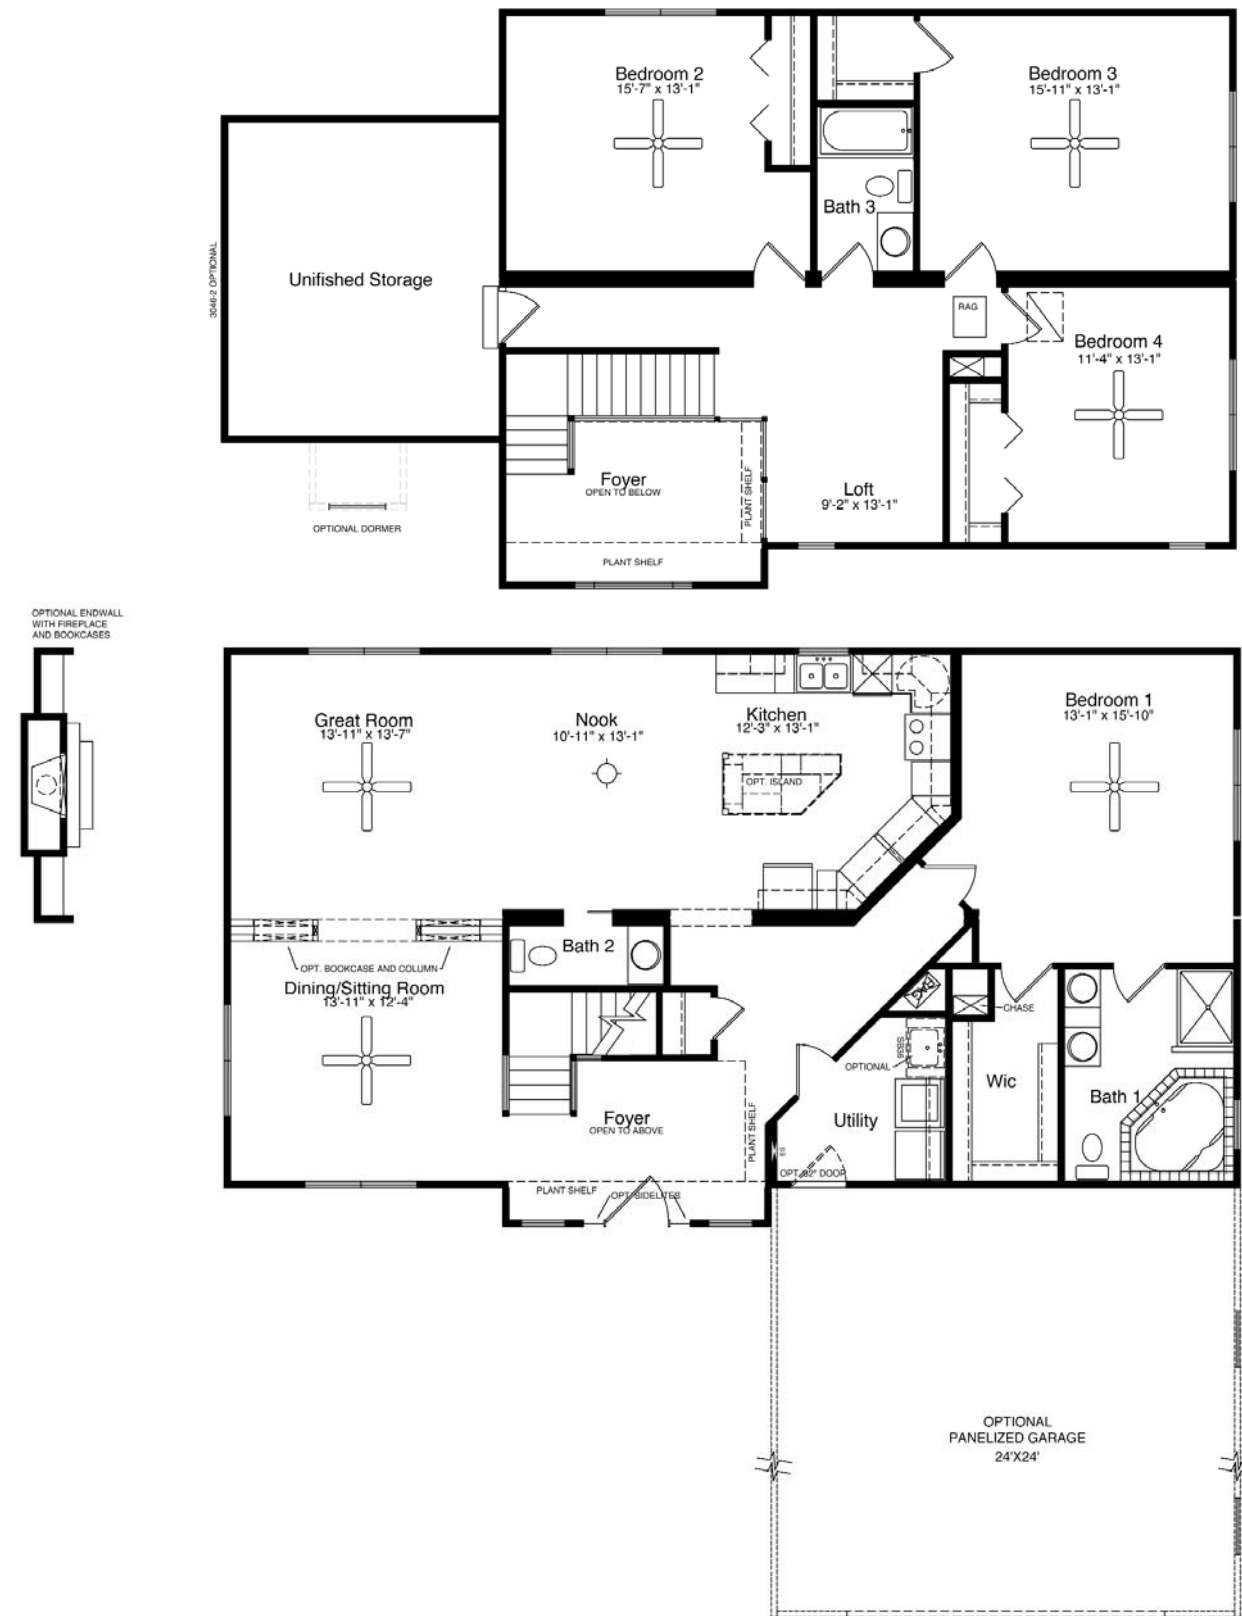 Bedroom 2
15'-7" x 13'-1"
Bedroom 3
15'-11" x 13'-1"
Bath 3
Unifished Storage
3046-2 OPTIONAL
RAG
Bedroom 4
11'-4" x 13'-1"
Foyer
OPEN TO BELOW
PLANT SHELF
Loft
9'-2" x 13'-1"
OPTIONAL DORMER
PLANT SHELF
OPTIONAL ENDWALL
WITH FIREPLACE
AND BOOKCASES
Great Room
13'-11" x 13'-7"
Nook
10'-11" x 13'-1"
Kitchen
12'-3" x 13'-1"
OPT. ISLAND
Bedroom 1
13'-1" x 15'-10"
Bath 2
OPT. BOOKCASE AND COLUMN
Dining/Sitting Room
13'-11" x 12'-4"
CHASE
SB36
OPTIONAL
Wic
Bath 1
Foyer
OPEN TO ABOVE
PLANT SHELF
Utility
OPT. 32" DOOR
PLANT SHELF
OPT. SIDELITES
OPTIONAL
PANELIZED GARAGE
24'X24'